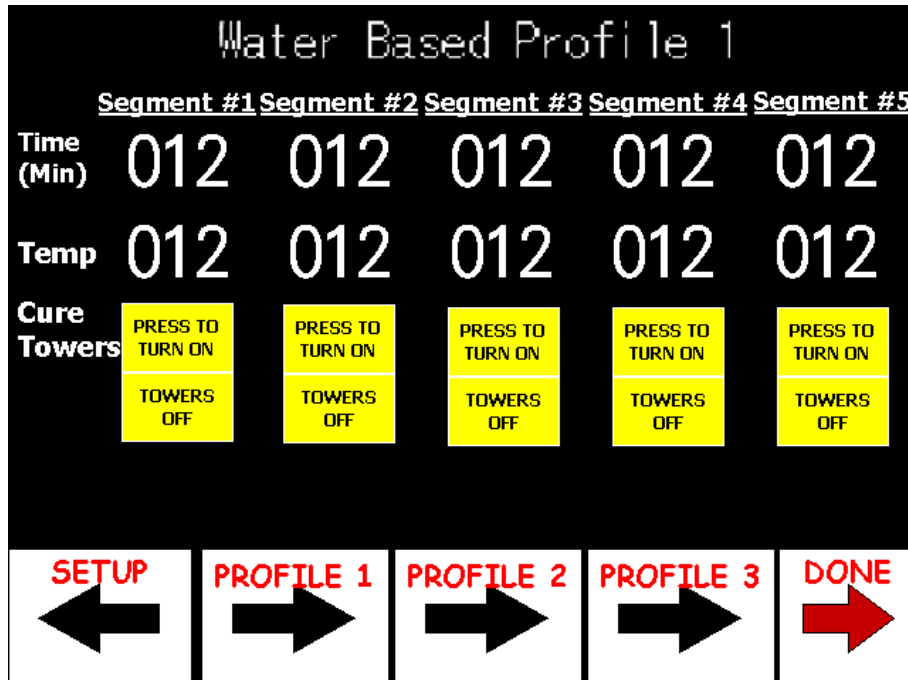 Water Based Profile 1
Segment #1 Segment #2 Segment #3 Segment #4 Segment #5
Time
(Min) 012 012 012 012 012
Temp 012 012 012 012 012
Cure
Towers
PRESS TO
TURN ON
TOWERS
OFF
PRESS TO
TURN ON
TOWERS
OFF
PRESS TO
TURN ON
TOWERS
OFF
PRESS TO
TURN ON
TOWERS
OFF
PRESS TO
TURN ON
TOWERS
OFF
SETUP PROFILE 1 PROFILE 2 PROFILE 3 DONE